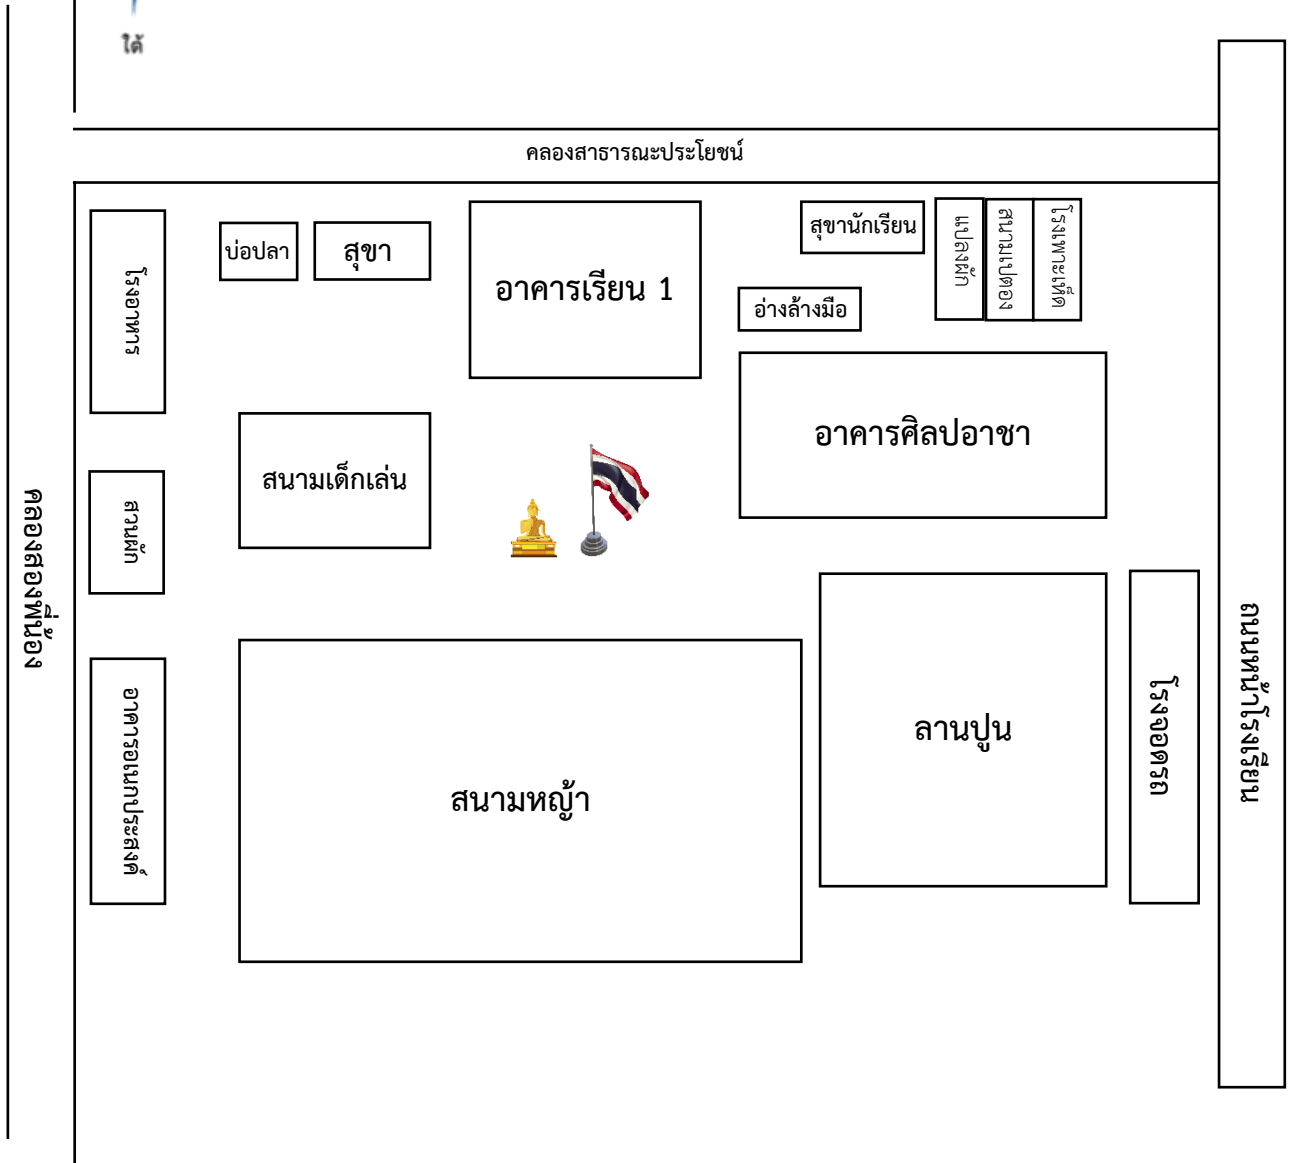 ใต้
คลองสาธารณะประโยชน์
โรงอาหาร
บ่อปลา
สุขา
อาคารเรียน 1
สุขานักเรียน
แปลงผัก
สนามเปตอง
โรงเพาะเห็ด
อ่างล้างมือ
อาคารศิลปอาชา
สนามเด็กเล่น
สวนผัก
คลองสองพี่น้อง
อาคารอเนกประสงค์
สนามหญ้า
ลานปูน
โรงจอดรถ
ถนนหน้าโรงเรียน